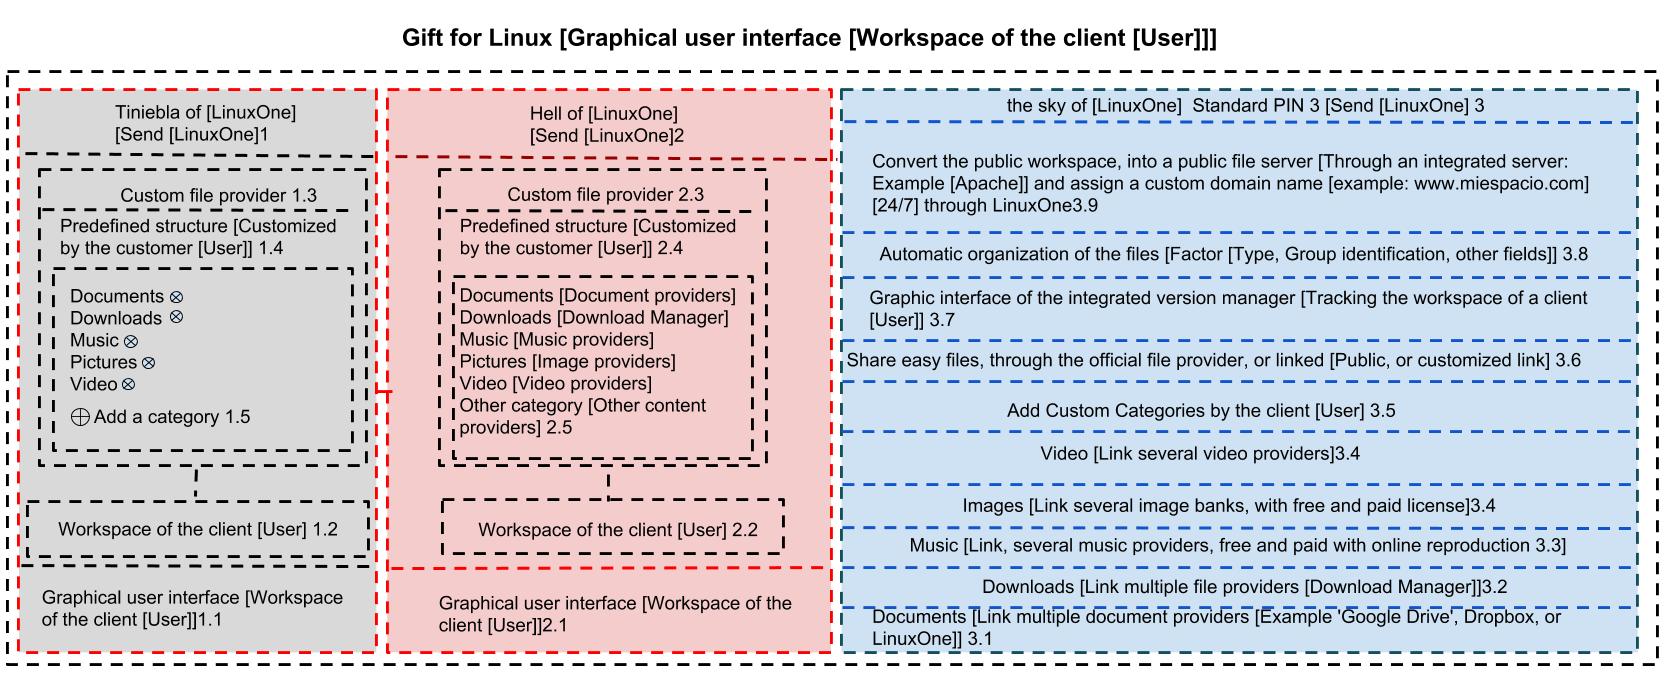 Gift for Linux [Graphical user interface [Workspace of the client [User]]]
Tiniebla of [LinuxOne]
[Send [LinuxOne]1
Custom file provider 1.3
Predefined structure [Customized
by the customer [User]] 1.4
Documents
Downloads
Music
Pictures
Video
Add a category 1.5
Workspace of the client [User] 1.2
Graphical user interface [Workspace
of the client [User]]1.1
Hell of [LinuxOne]
[Send [LinuxOne]2
Custom file provider 2.3
Predefined structure [Customized
by the customer [User]] 2.4
Documents [Document providers]
Downloads [Download Manager]
Music [Music providers]
Pictures [Image providers]
Video [Video providers]
Other category [Other content
providers] 2.5
Workspace of the client [User] 2.2
Graphical user interface [Workspace of the
client [User]]2.1
the sky of [LinuxOne]  Standard PIN 3 [Send [LinuxOne] 3
Convert the public workspace, into a public file server [Through an integrated server:
Example [Apache]] and assign a custom domain name [example: www.miespacio.com]
[24/7] through LinuxOne3.9
Automatic organization of the files [Factor [Type, Group identification, other fields]] 3.8
Graphic interface of the integrated version manager [Tracking the workspace of a client
[User]] 3.7
Share easy files, through the official file provider, or linked [Public, or customized link] 3.6
Add Custom Categories by the client [User] 3.5
Video [Link several video providers]3.4
Images [Link several image banks, with free and paid license]3.4
Music [Link, several music providers, free and paid with online reproduction 3.3]
Downloads [Link multiple file providers [Download Manager]]3.2
Documents [Link multiple document providers [Example 'Google Drive', Dropbox, or
LinuxOne]] 3.1